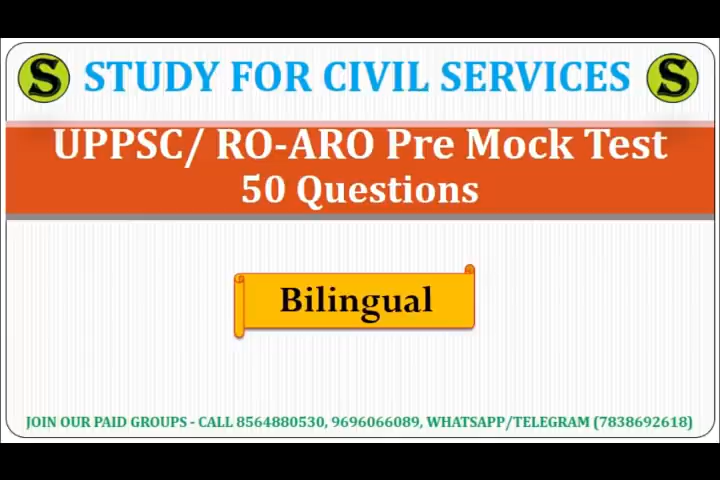 S STUDY FOR CIVIL SERVICES S
UPPSC/ RO-ARO Pre Mock Test
50 Questions
Bilingual
JOIN OUR PAID GROUPS - CALL 8564880530, 9696066089, WHATSAPP/TELEGRAM (7838692618)